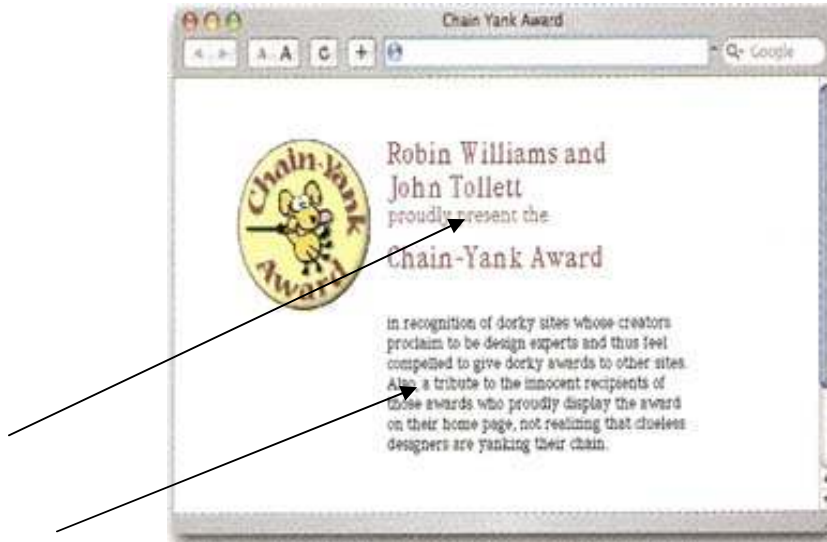 Chain Yank Award
A A C +
Q- Google
Chain-Yank
Award
Robin Williams and
John Tollett
proudly present the
Chain-Yank Award
in recognition of dorky sites whose creators
proclaim to be design experts and thus feel
compelled to give dorky awards to other sites.
Also, a tribute to the innocent recipients of
those awards who proudly display the award
on their home page, not realizing that clueless
designers are yanking their chain.